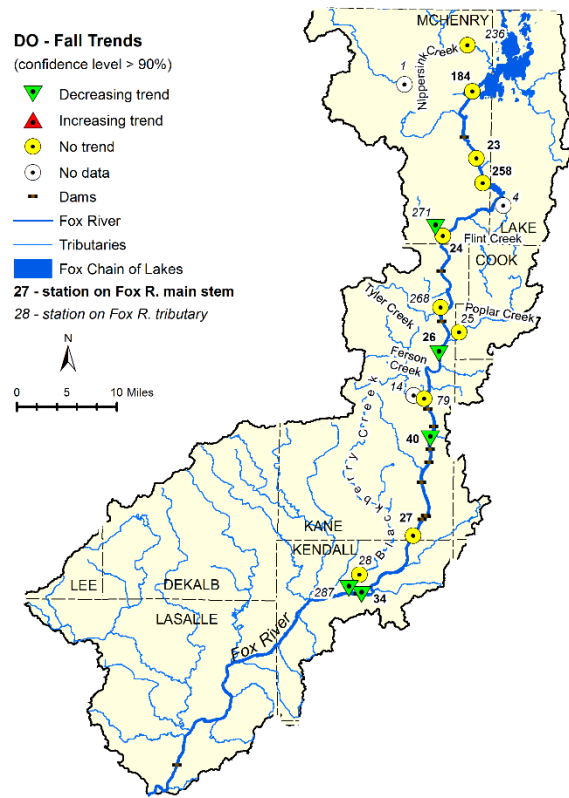 DO - Fall Trends
(confidence level > 90%)
Decreasing trend
Increasing trend
No trend
No data
Dams
Fox River
Tributaries
Fox Chain of Lakes
27 - station on Fox R. main stem
28 - station on Fox R. tributary
N
0 5 10 Miles
MCHENRY
236
1
Nippersink Creek
184
23
258
4
271
LAKE
24
Flint Creek
COOK
268
Tyler Creek
Poplar Creek
25
26
Ferson
Creek
14
79
40
Blackberry Creek
27
KANE
KENDALL
28
LEE
DEKALB
287
34
LASALLE
Fox River